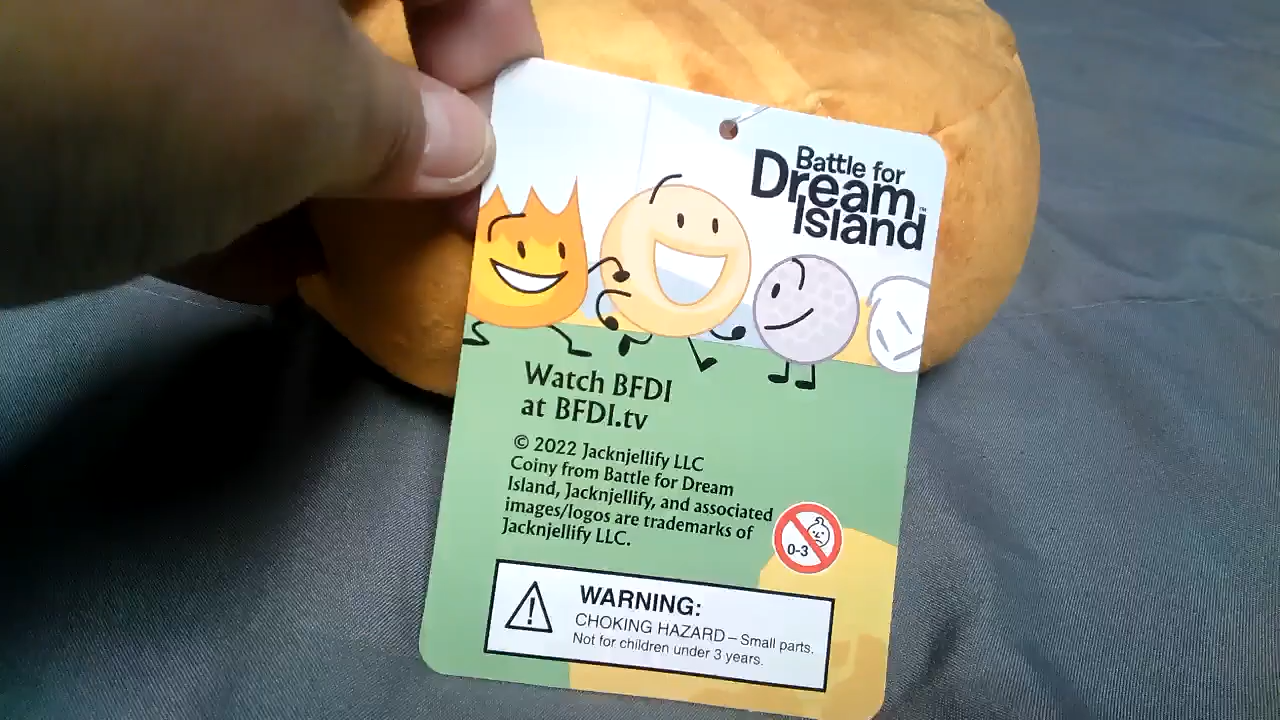 Battle for
Dream
Island
™
Watch BFDI
at BFDI.tv
© 2022 Jacknjellify LLC
Coiny from Battle for Dream
Island, Jacknjellify, and associated
images/logos are trademarks of
Jacknjellify LLC.
0-3
WARNING:
CHOKING HAZARD – Small parts.
Not for children under 3 years.